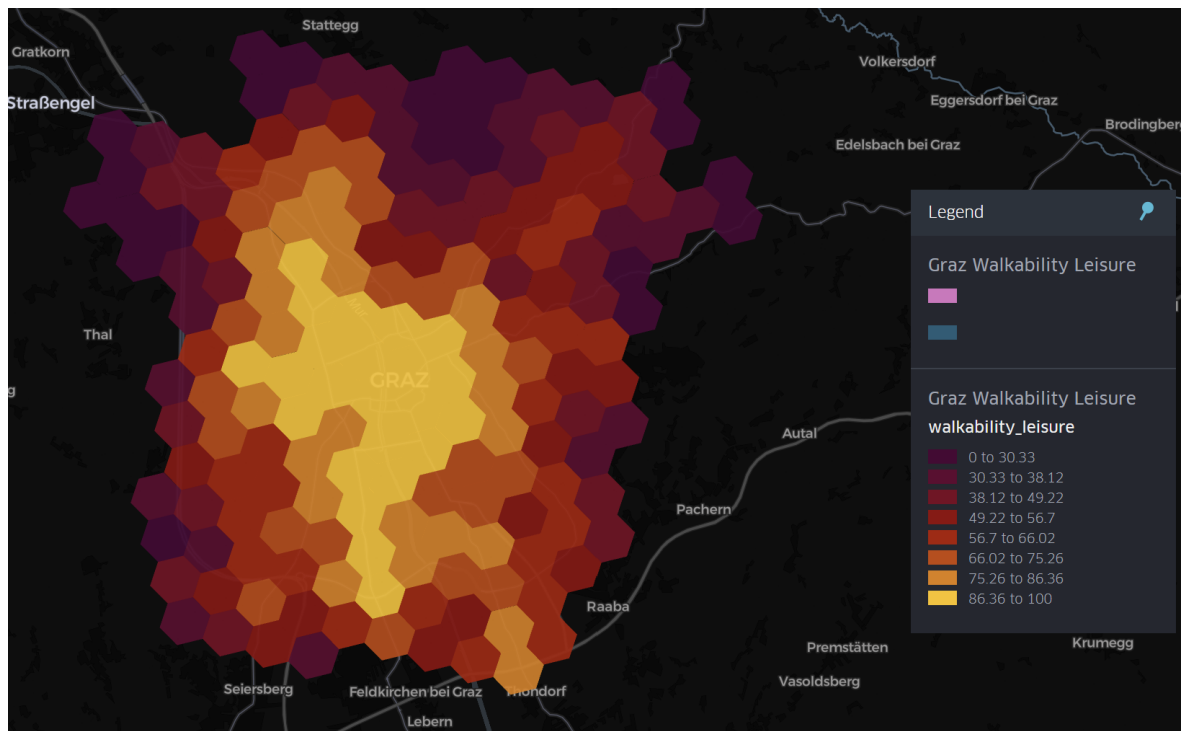 Stattegg
Gratkorn
Volkersdorf
Straßengel
Eggersdorf bei Graz
Brodingber
Edelsbach bei Graz
Legend
Graz Walkability Leisure
Mur
Thal
GRAZ
g
Graz Walkability Leisure
walkability_leisure
Autal
0 to 30.33
30.33 to 38.12
38.12 to 49.22
49.22 to 56.7
56.7 to 66.02
66.02 to 75.26
75.26 to 86.36
86.36 to 100
Pachern
Raaba
Premstätten
Krumegg
Vasoldsberg
Seiersberg
Feldkirchen bei Graz
Thondorf
Lebern